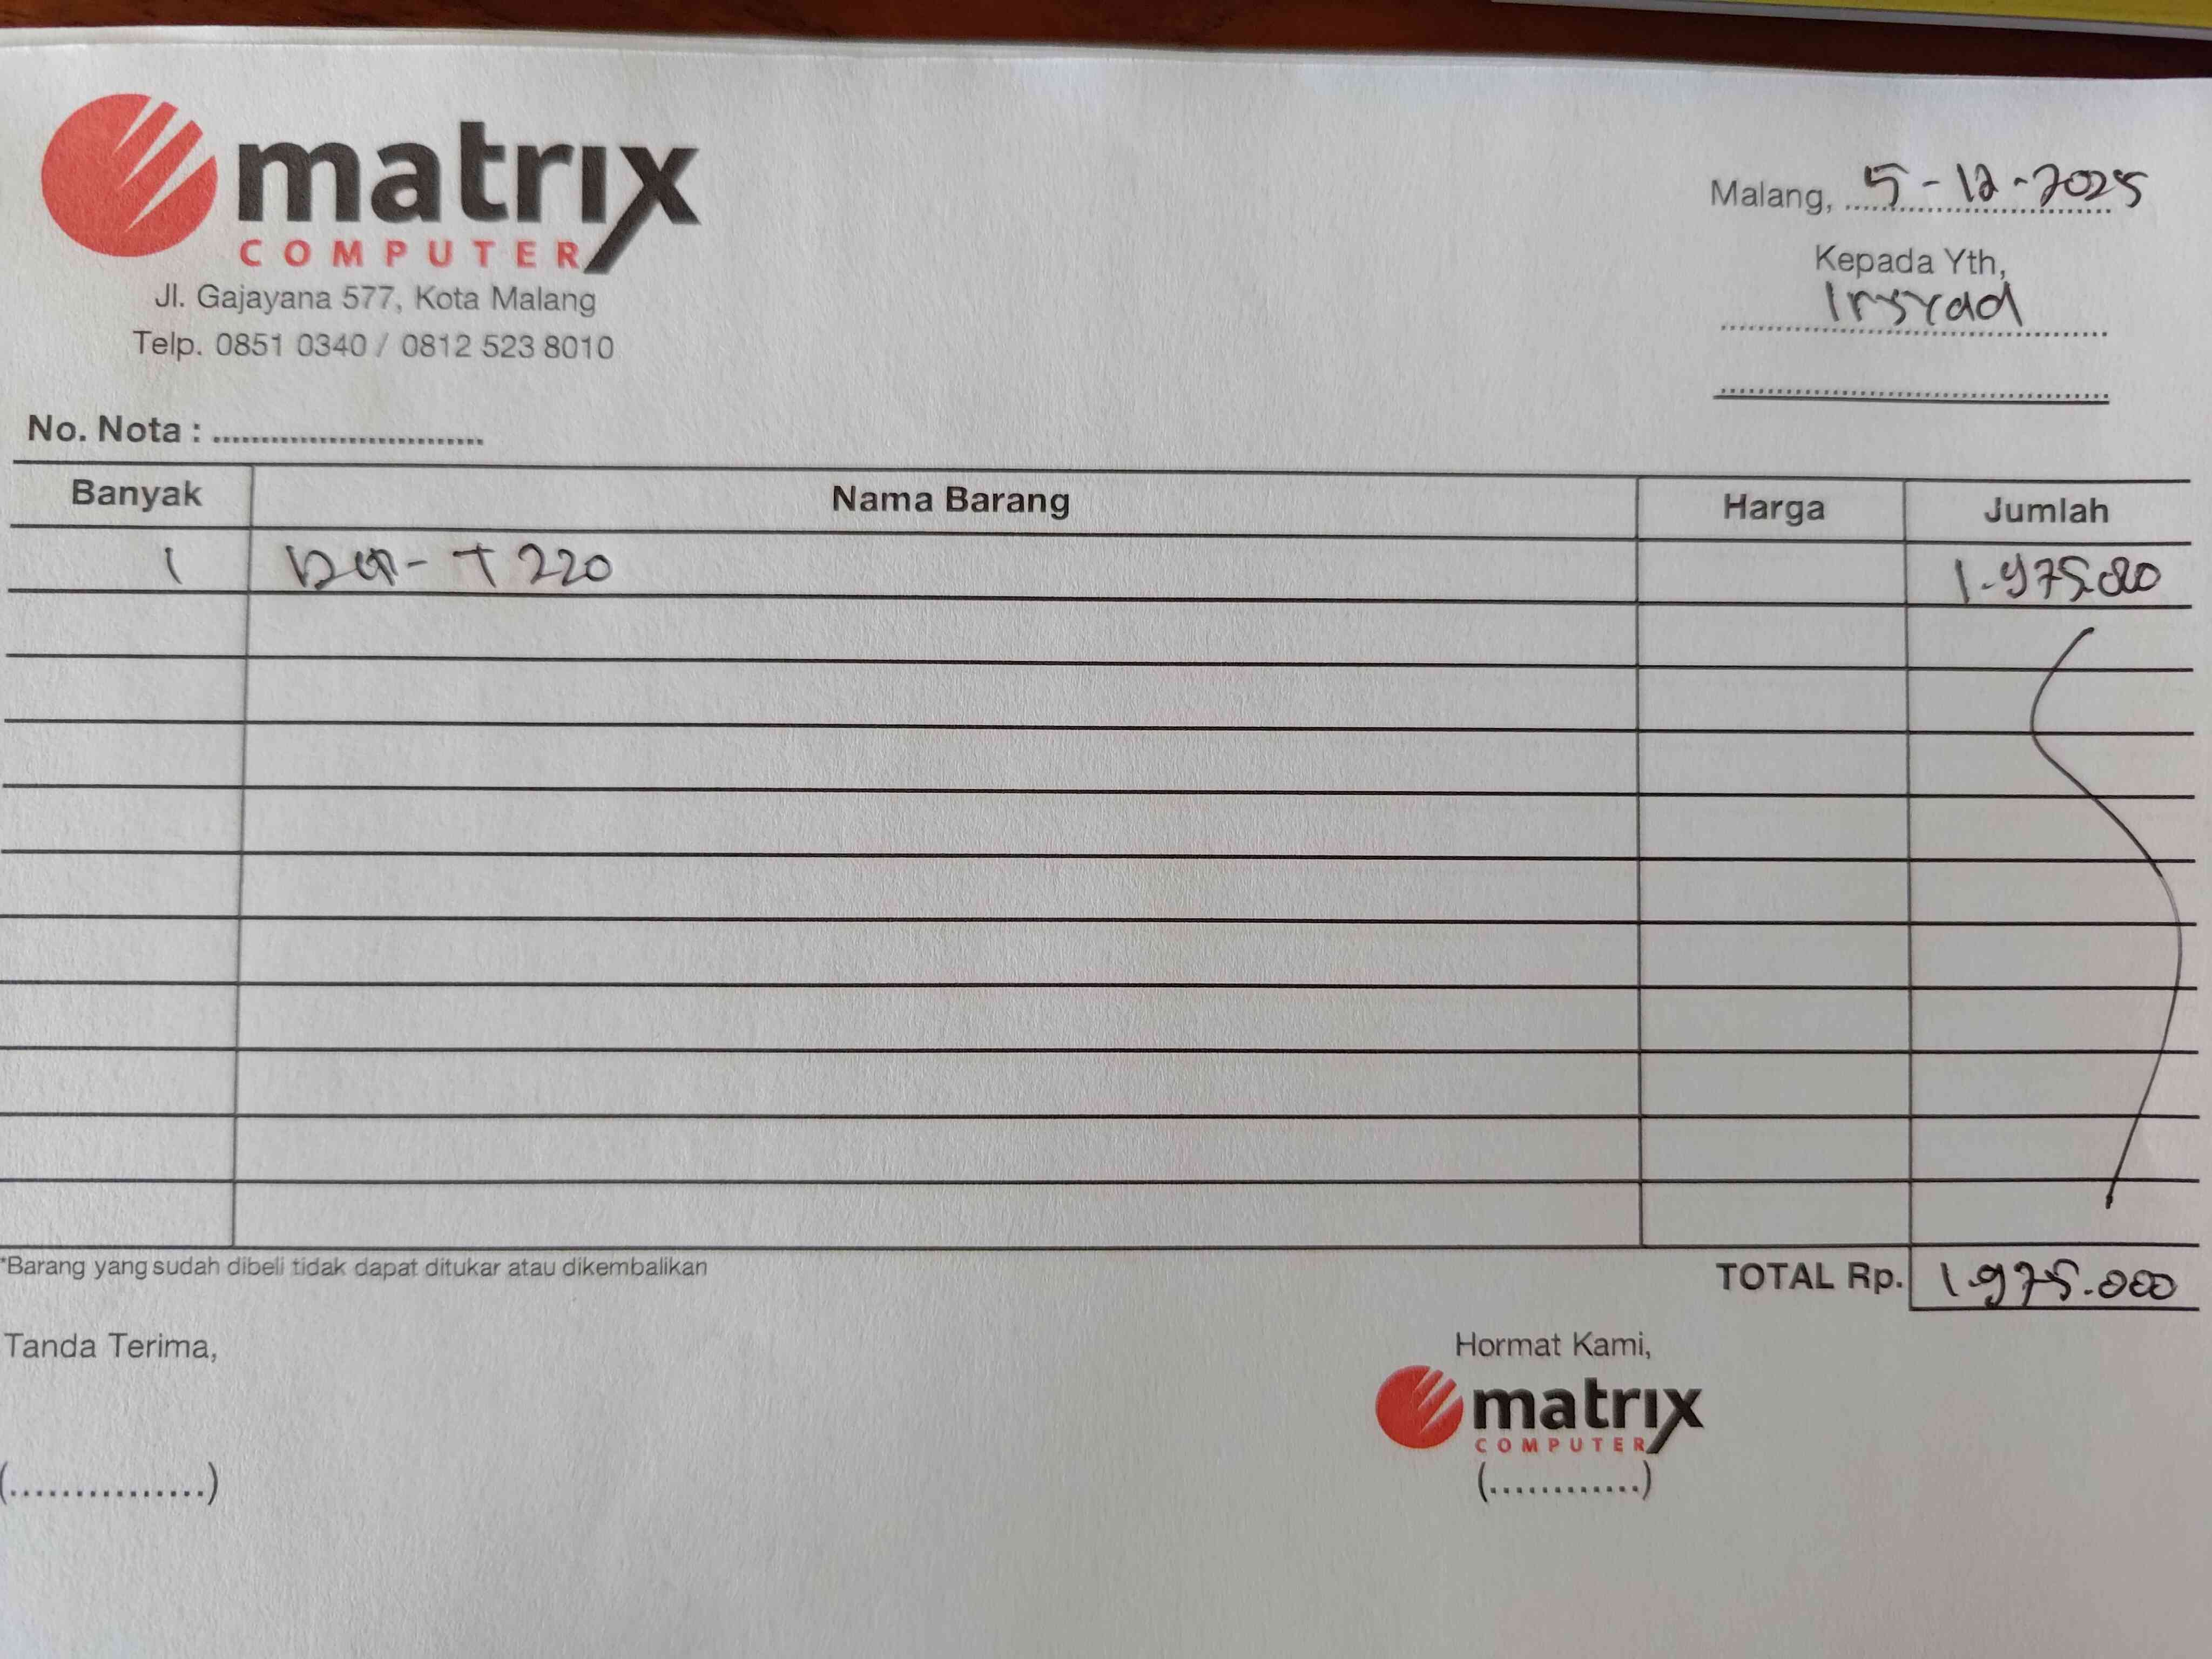 matrix
COMPUTER
Jl. Gajayana 577, Kota Malang
Telp. 0851 0340 / 0812 523 8010
Malang, 5-12-2025
Kepada Yth,
Irsyad
No. Nota : ............................
Banyak Nama Barang Harga Jumlah
1 DCP- T220 1.975.000
*Barang yang sudah dibeli tidak dapat ditukar atau dikembalikan
TOTAL Rp. 1.975.000
Tanda Terima,
Hormat Kami,
matrix
COMPUTER
(...............)
(............)